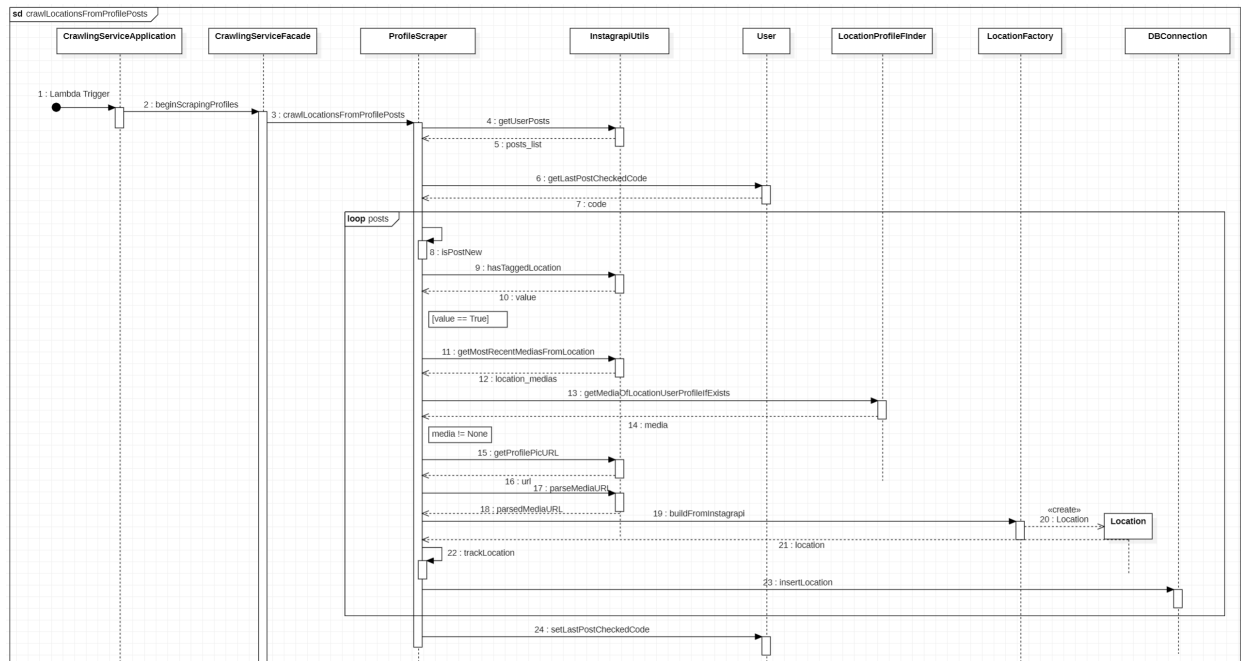 sd crawlLocationsFromProfilePosts
CrawlingServiceApplication
CrawlingServiceFacade
ProfileScraper
InstagrapiUtils
User
LocationProfileFInder
LocationFactory
DBConnection
1 : Lambda Trigger
2 : beginScrapingProfiles
3 : crawlLocationsFromProfilePosts
4 : getUserPosts
5 : posts_list
6 : getLastPostCheckedCode
7 : code
loop posts
8 : isPostNew
9 : hasTaggedLocation
10 : value
[value == True]
11 : getMostRecentMediasFromLocation
12 : location_medias
13 : getMediaOfLocationUserProfileIfExists
14 : media
media != None
15 : getProfilePicURL
16 : url
17 : parseMediaURL
18 : parsedMediaURL
19 : buildFromInstagrapi
«create»
20 : Location
Location
21 : location
22 : trackLocation
23 : insertLocation
24 : setLastPostCheckedCode